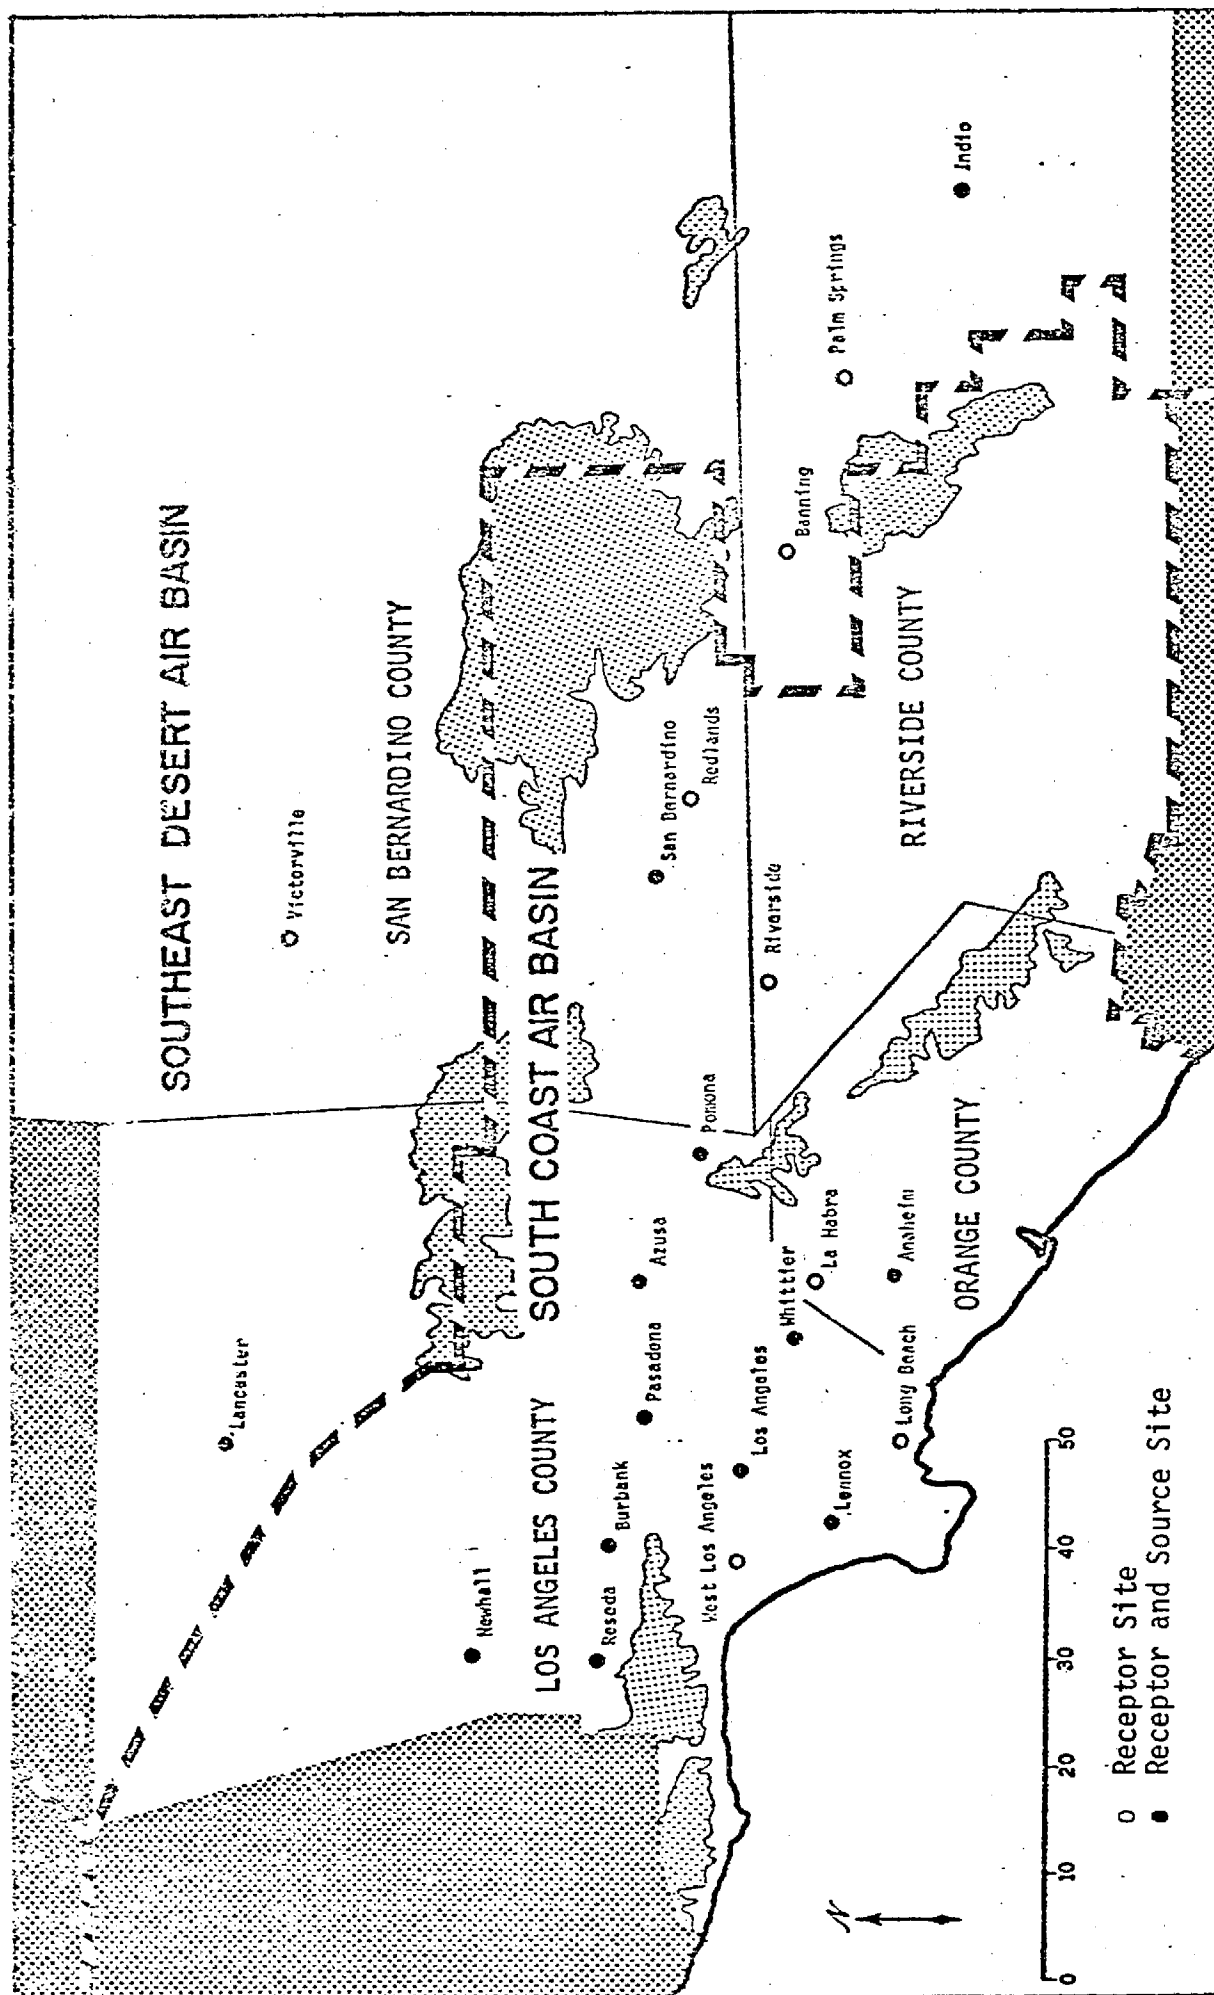 SOUTHEAST DESERT AIR BASIN
Lancaster
Victorville
SAN BERNARDINO COUNTY
Newhall
LOS ANGELES COUNTY
SOUTH COAST AIR BASIN
Reseda
Burbank
Pasadena
Azusa
San Bernardino
Redlands
Pomona
West Los Angeles
Los Angeles
Riverside
Whittier
Banning
La Habra
Palm Springs
Lennox
Long Beach
Anaheim
RIVERSIDE COUNTY
Indio
ORANGE COUNTY
N
0 10 20 30 40 50
Receptor Site
Receptor and Source Site